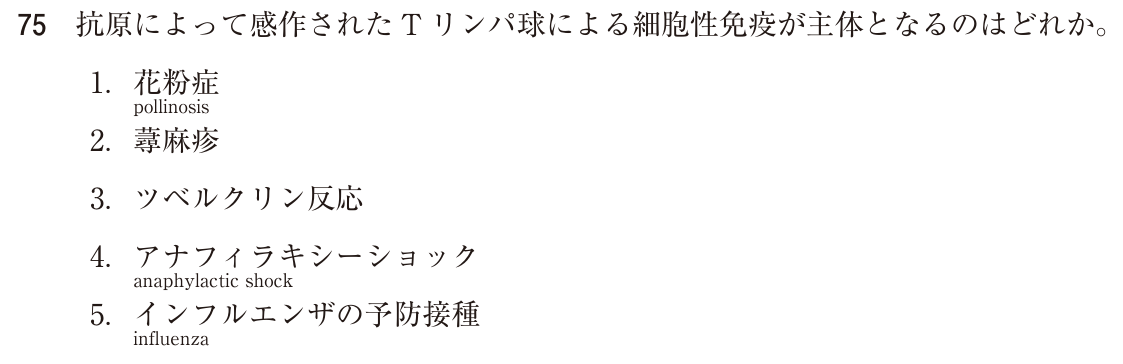 75 抗原によって感作された T リンパ球による細胞性免疫が主体となるのはどれか。
1. 花粉症
pollinosis
2. 蕁麻疹
3. ツベルクリン反応
4. アナフィラキシーショック
anaphylactic shock
5. インフルエンザの予防接種
influenza